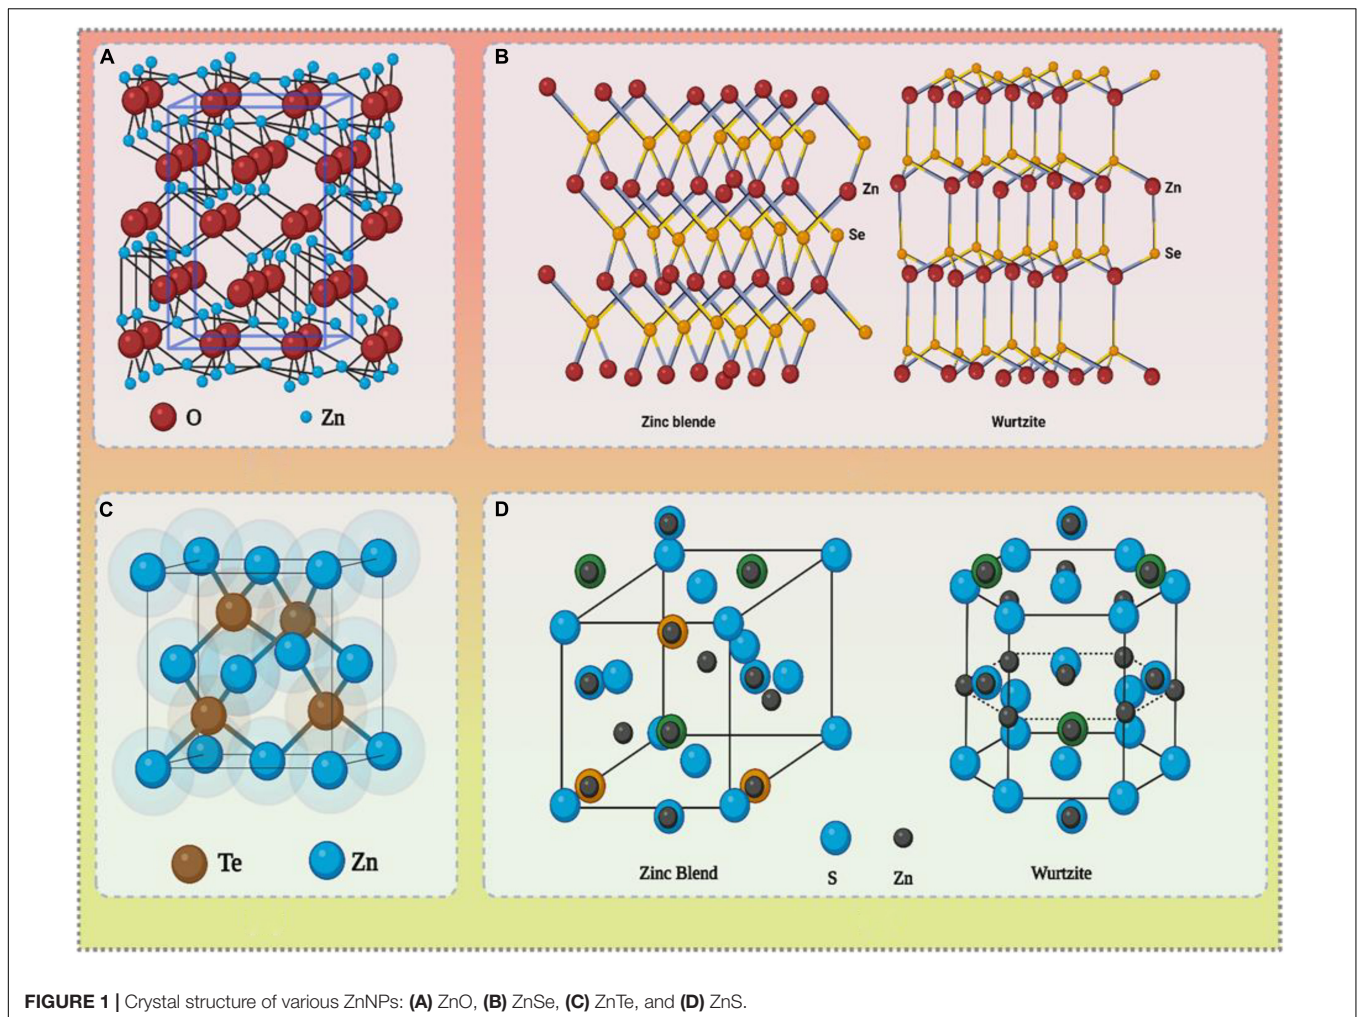 A
O
Zn
B
Zn
Se
Zn
Se
Zinc blende
Wurtzite
C
Te
Zn
D
Zinc Blend
S
Zn
Wurtzite
FIGURE 1 | Crystal structure of various ZnNPs: (A) ZnO, (B) ZnSe, (C) ZnTe, and (D) ZnS.